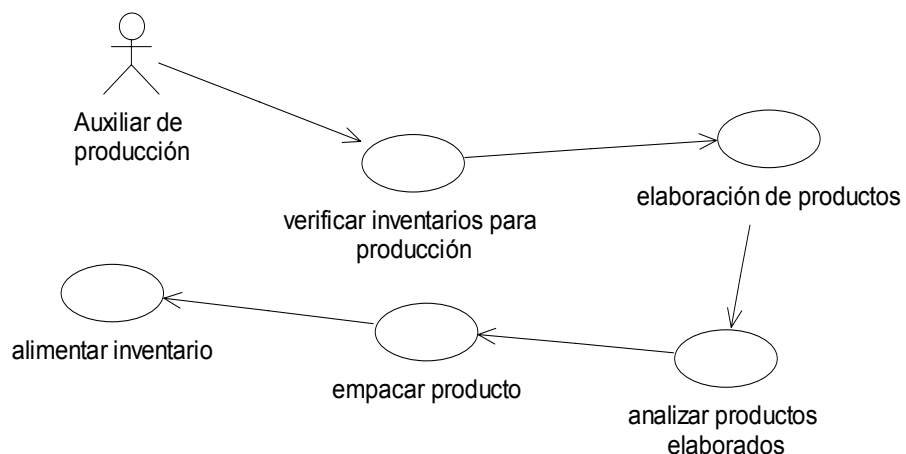 Auxiliar de
producción
verificar inventarios para
producción
elaboración de productos
alimentar inventario
empacar producto
analizar productos
elaborados